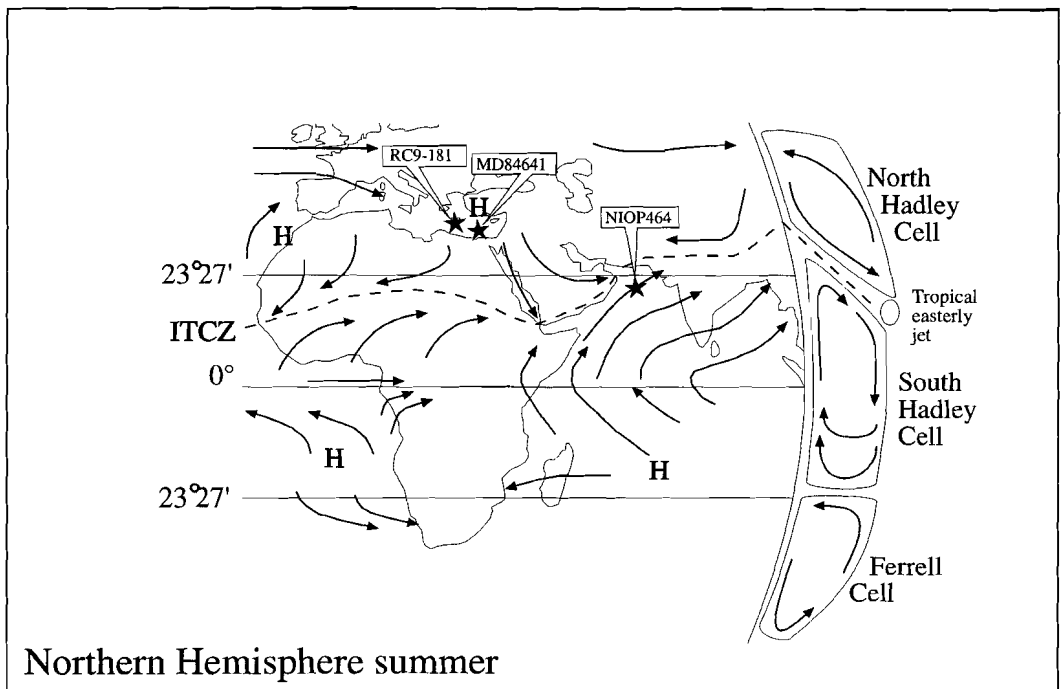 RC9-181
MD84641
H
NIOP464
H
North
Hadley
Cell
23°27'
Tropical
easterly
jet
ITCZ
0°
South
Hadley
Cell
H
H
23°27'
Ferrell
Cell
Northern Hemisphere summer